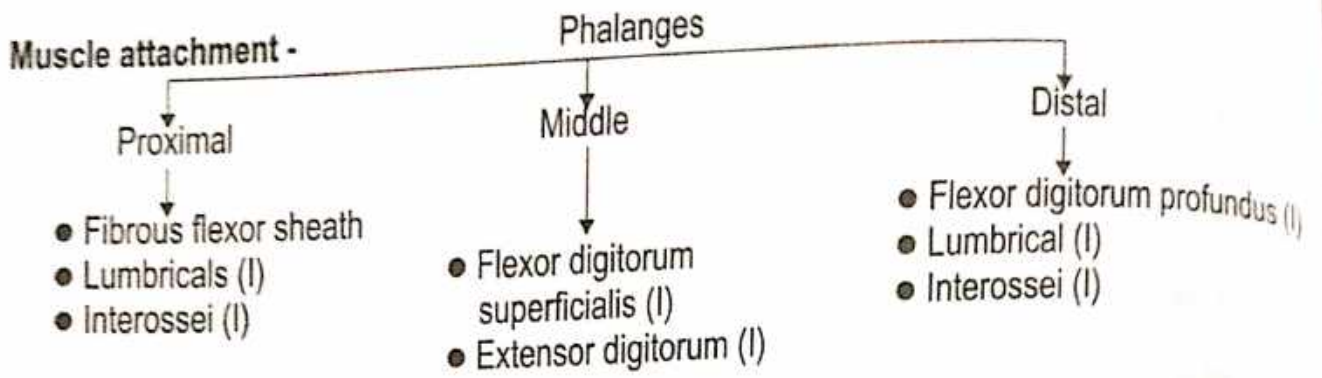 Muscle attachment -
Phalanges
Proximal
● Fibrous flexor sheath
● Lumbricals (I)
● Interossei (I)
Middle
● Flexor digitorum
superficialis (I)
● Extensor digitorum (I)
Distal
● Flexor digitorum profundus (I)
● Lumbrical (I)
● Interossei (I)